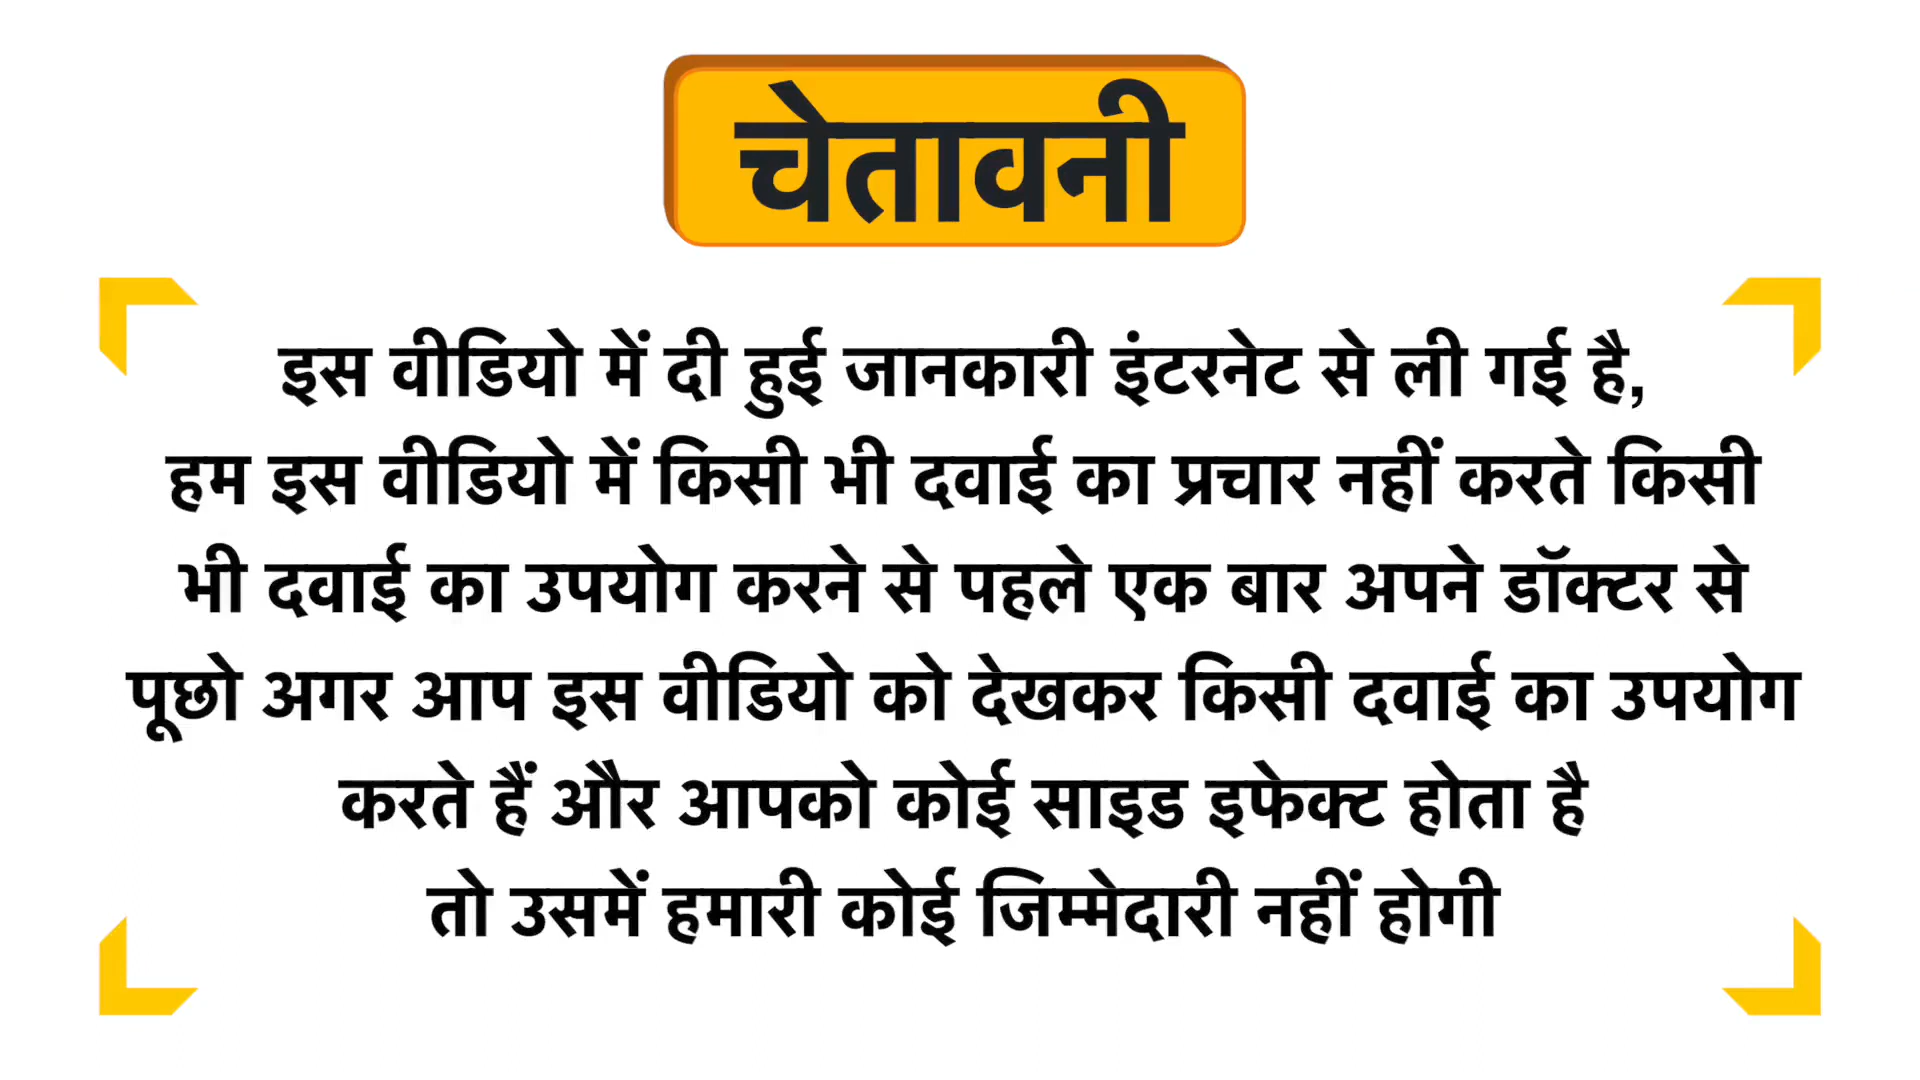 चेतावनी
इस वीडियो में दी हुई जानकारी इंटरनेट से ली गई है,
हम इस वीडियो में किसी भी दवाई का प्रचार नहीं करते किसी
भी दवाई का उपयोग करने से पहले एक बार अपने डॉक्टर से
पूछो अगर आप इस वीडियो को देखकर किसी दवाई का उपयोग
करते हैं और आपको कोई साइड इफेक्ट होता है
तो उसमें हमारी कोई जिम्मेदारी नहीं होगी